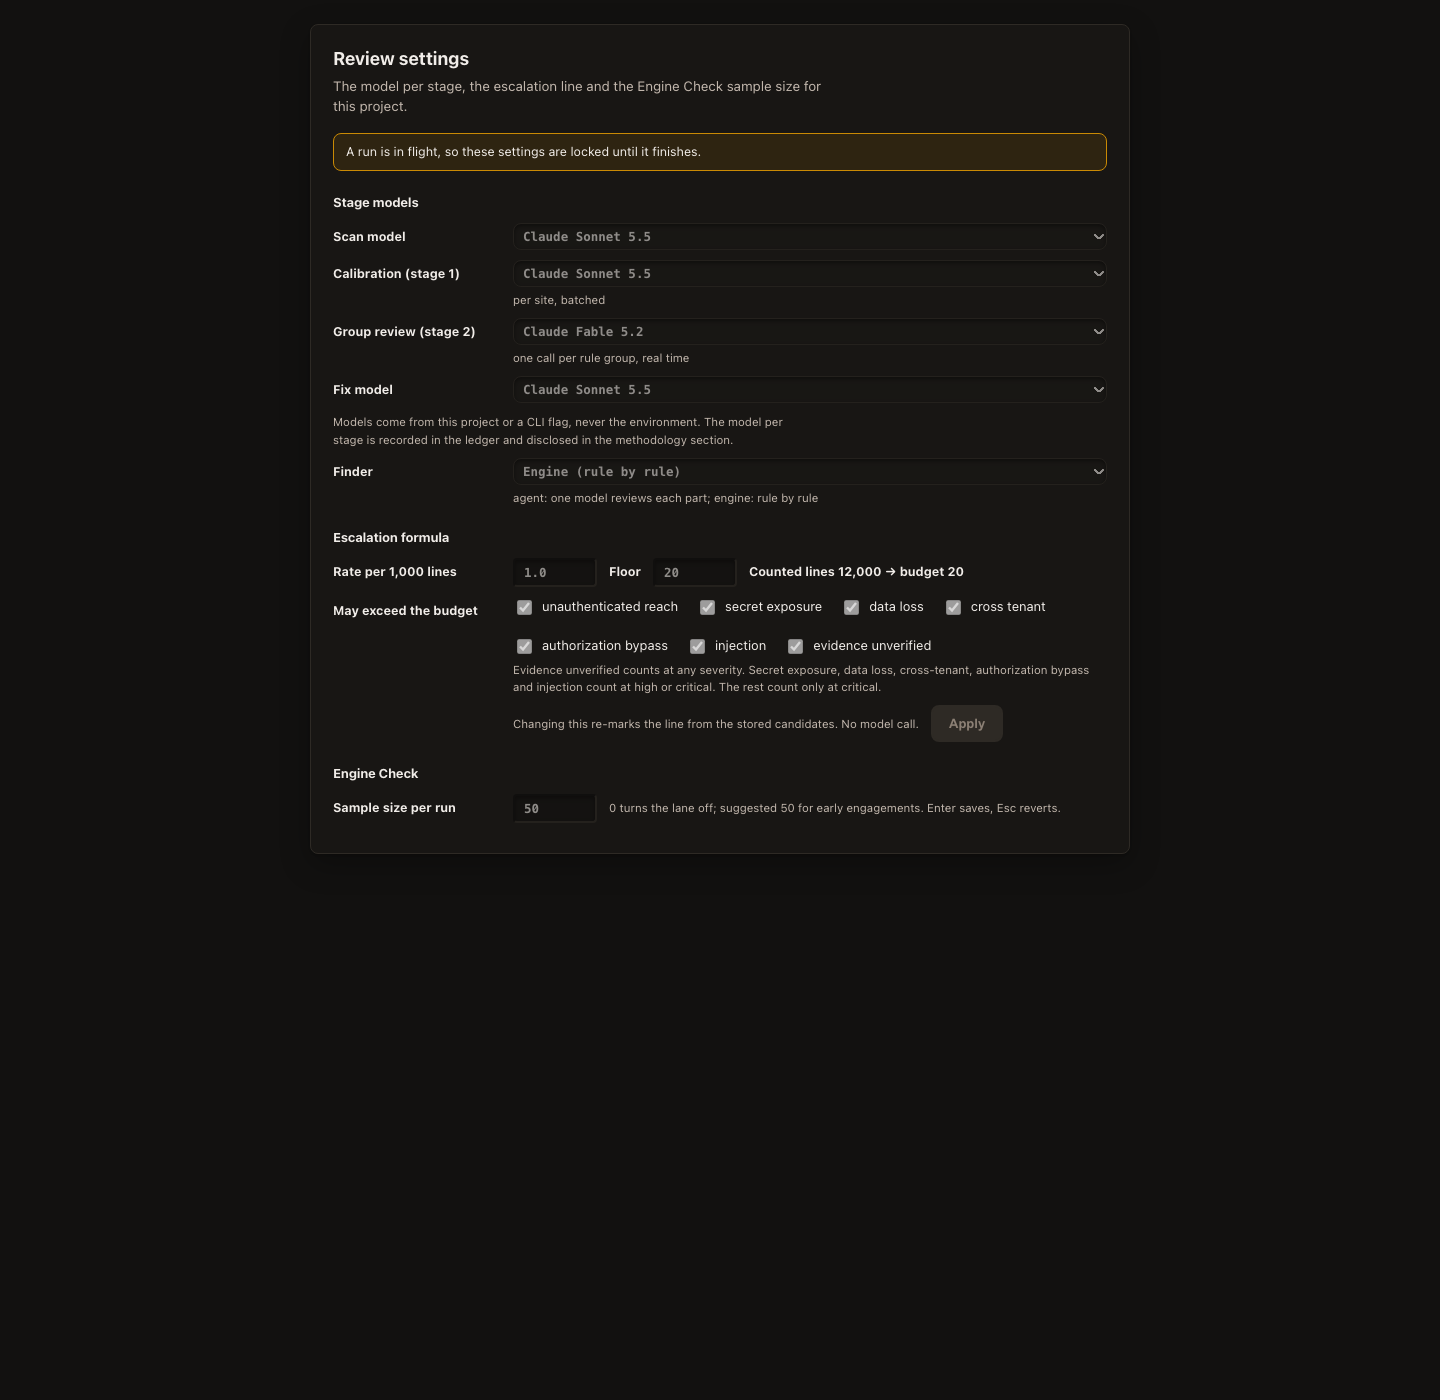 Review settings
The model per stage, the escalation line and the Engine Check sample size for
this project.
A run is in flight, so these settings are locked until it finishes.
Stage models
Scan model
Claude Sonnet 5.5
Calibration (stage 1)
Claude Sonnet 5.5
per site, batched
Group review (stage 2)
Claude Fable 5.2
one call per rule group, real time
Fix model
Claude Sonnet 5.5
Models come from this project or a CLI flag, never the environment. The model per
stage is recorded in the ledger and disclosed in the methodology section.
Finder
Engine (rule by rule)
agent: one model reviews each part; engine: rule by rule
Escalation formula
Rate per 1,000 lines 1.0 Floor 20 Counted lines 12,000 → budget 20
May exceed the budget unauthenticated reach secret exposure data loss cross tenant
authorization bypass injection evidence unverified
Evidence unverified counts at any severity. Secret exposure, data loss, cross-tenant, authorization bypass
and injection count at high or critical. The rest count only at critical.
Changing this re-marks the line from the stored candidates. No model call. Apply
Engine Check
Sample size per run 50 0 turns the lane off; suggested 50 for early engagements. Enter saves, Esc reverts.